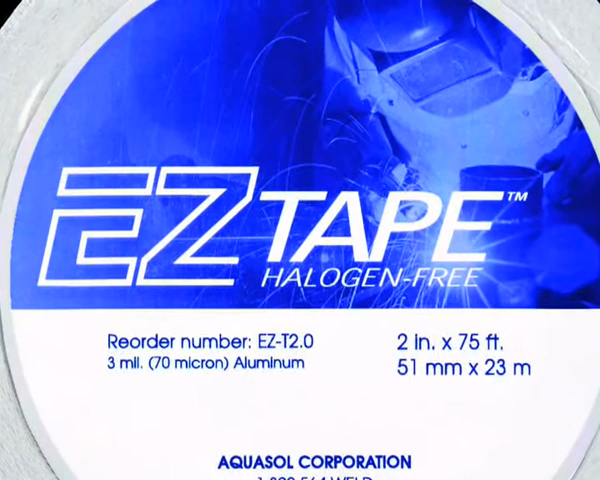 EZ TAPE™
HALOGEN-FREE
Reorder number: EZ-T2.0
3 mil. (70 micron) Aluminum
2 in. x 75 ft.
51 mm x 23 m
AQUASOL CORPORATION